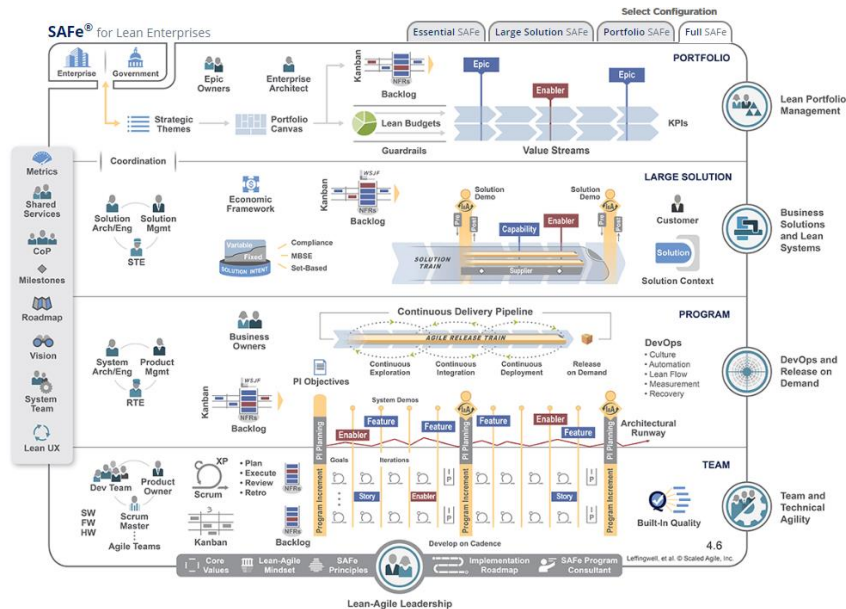 Select Configuration
SAFe® for Lean Enterprises
Essential SAFe
Large Solution SAFe
Portfolio SAFe
Full SAFe
PORTFOLIO
Enterprise
Government
Epic
Owners
Enterprise
Architect
Kanban
NFRs
Backlog
Epic
Enabler
Epic
Strategic
Themes
Portfolio
Canvas
Lean Budgets
Guardrails
Value Streams
KPIs
Lean Portfolio
Management
Metrics
Shared
Services
CoP
Milestones
Roadmap
Vision
System
Team
Lean UX
Coordination
LARGE SOLUTION
Solution
Arch/Eng
Solution
Mgmt
STE
Economic
Framework
Kanban
WSJF
NFRs
Backlog
Variable
Fixed
SOLUTION INTENT
Compliance
MBSE
Set-Based
Solution
Demo
I&A
Pre
Post
Capability
Enabler
Solution
Demo
I&A
Pre
Post
SOLUTION
TRAIN
Supplier
Customer
Solution
Solution Context
Business
Solutions
and Lean
Systems
PROGRAM
System
Arch/Eng
Product
Mgmt
RTE
Business
Owners
Kanban
WSJF
NFRs
Backlog
Continuous Delivery Pipeline
AGILE RELEASE TRAIN
Continuous
Exploration
Continuous
Integration
Continuous
Deployment
Release
on Demand
DevOps
• Culture
• Automation
• Lean Flow
• Measurement
• Recovery
DevOps and
Release on
Demand
PI Objectives
System Demos
I&A
I&A
Enabler
Feature
Feature
Feature
Enabler
Feature
Architectural
Runway
PI Planning
PI Planning
PI Planning
TEAM
Dev Team
Product
Owner
Scrum
Master
Agile Teams
SW
FW
HW
XP
Scrum
• Plan
• Execute
• Review
• Retro
Kanban
3
NFRs
NFRs
Backlog
Program Increment
Goals
Iterations
Story
Enabler
I P
I P
Program Increment
Story
I P
I P
Program Increment
Develop on Cadence
Built-In Quality
Team and
Technical
Agility
4.6
Leffingwell, et al. © Scaled Agile, Inc.
Core
Values
Lean-Agile
Mindset
SAFe
Principles
Implementation
Roadmap
SAFe Program
Consultant
Lean-Agile Leadership